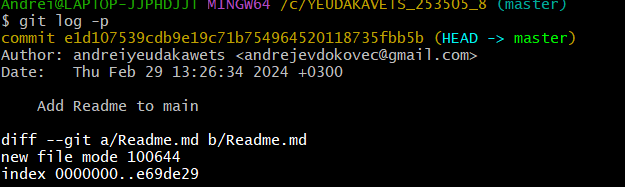 Andrei@LAPTOP-JJPHDJJT MINGW64 /c/YEUDAKAVETS_253505_8 (master)
$ git log -p
commit e1d107539cdb9e19c71b754964520118735fbb5b (HEAD -> master)
Author: andreiyeudakawets <andrejevdokovec@gmail.com>
Date:   Thu Feb 29 13:26:34 2024 +0300
    Add Readme to main
diff --git a/Readme.md b/Readme.md
new file mode 100644
index 0000000..e69de29